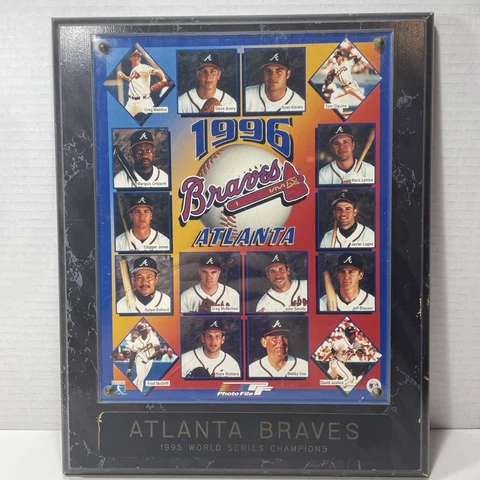 Greg Maddux
Steve Avery
Ryan Klesko
Tom Glavine
1996
Marquis Grissom
Mark Lemke
Braves
Chipper Jones
Javier Lopez
ATLANTA
Rafael Belliard
Greg McMichael
John Smoltz
Jeff Blauser
Fred McGriff
Mark Wohlers
Bobby Cox
David Justice
Photo File
ATLANTA BRAVES
1995 WORLD SERIES CHAMPIONS